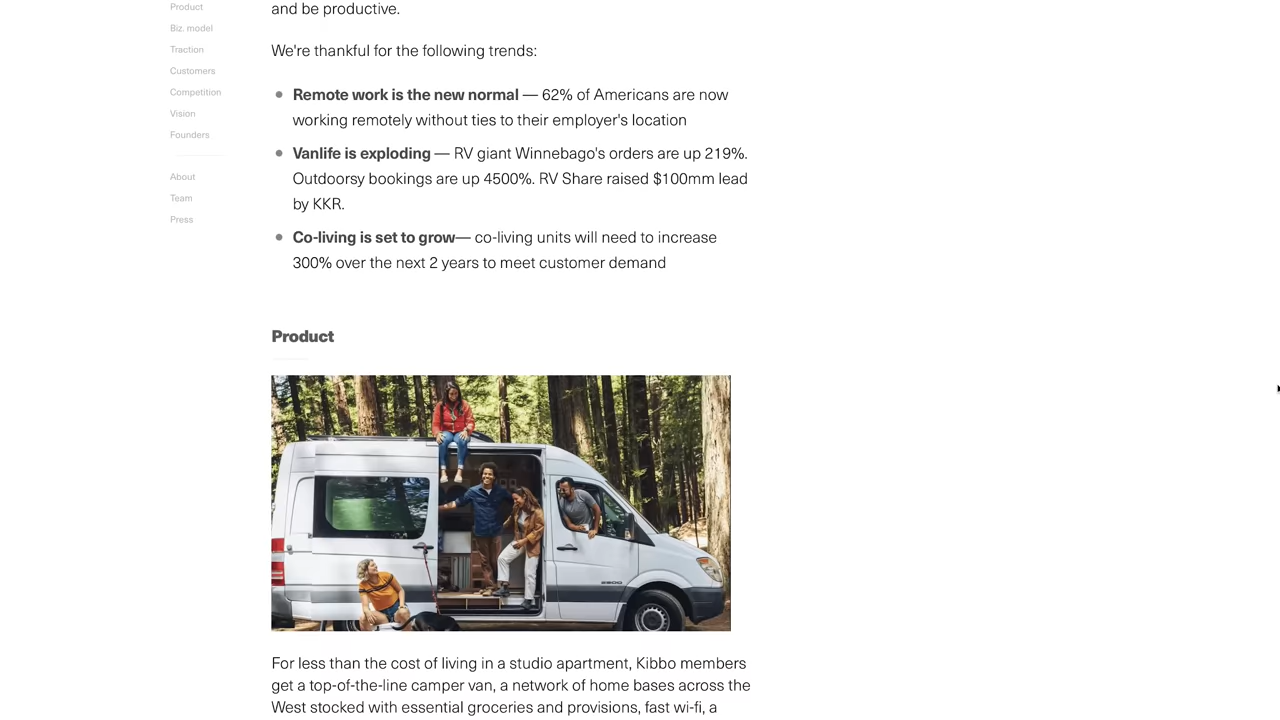 Product
Biz. model
Traction
Customers
Competition
Vision
Founders
About
Team
Press
and be productive.
We're thankful for the following trends:
Remote work is the new normal — 62% of Americans are now
working remotely without ties to their employer's location
Vanlife is exploding — RV giant Winnebago's orders are up 219%.
Outdoorsy bookings are up 4500%. RV Share raised $100mm lead
by KKR.
Co-living is set to grow— co-living units will need to increase
300% over the next 2 years to meet customer demand
Product
2500
For less than the cost of living in a studio apartment, Kibbo members
get a top-of-the-line camper van, a network of home bases across the
West stocked with essential groceries and provisions, fast wi-fi, a